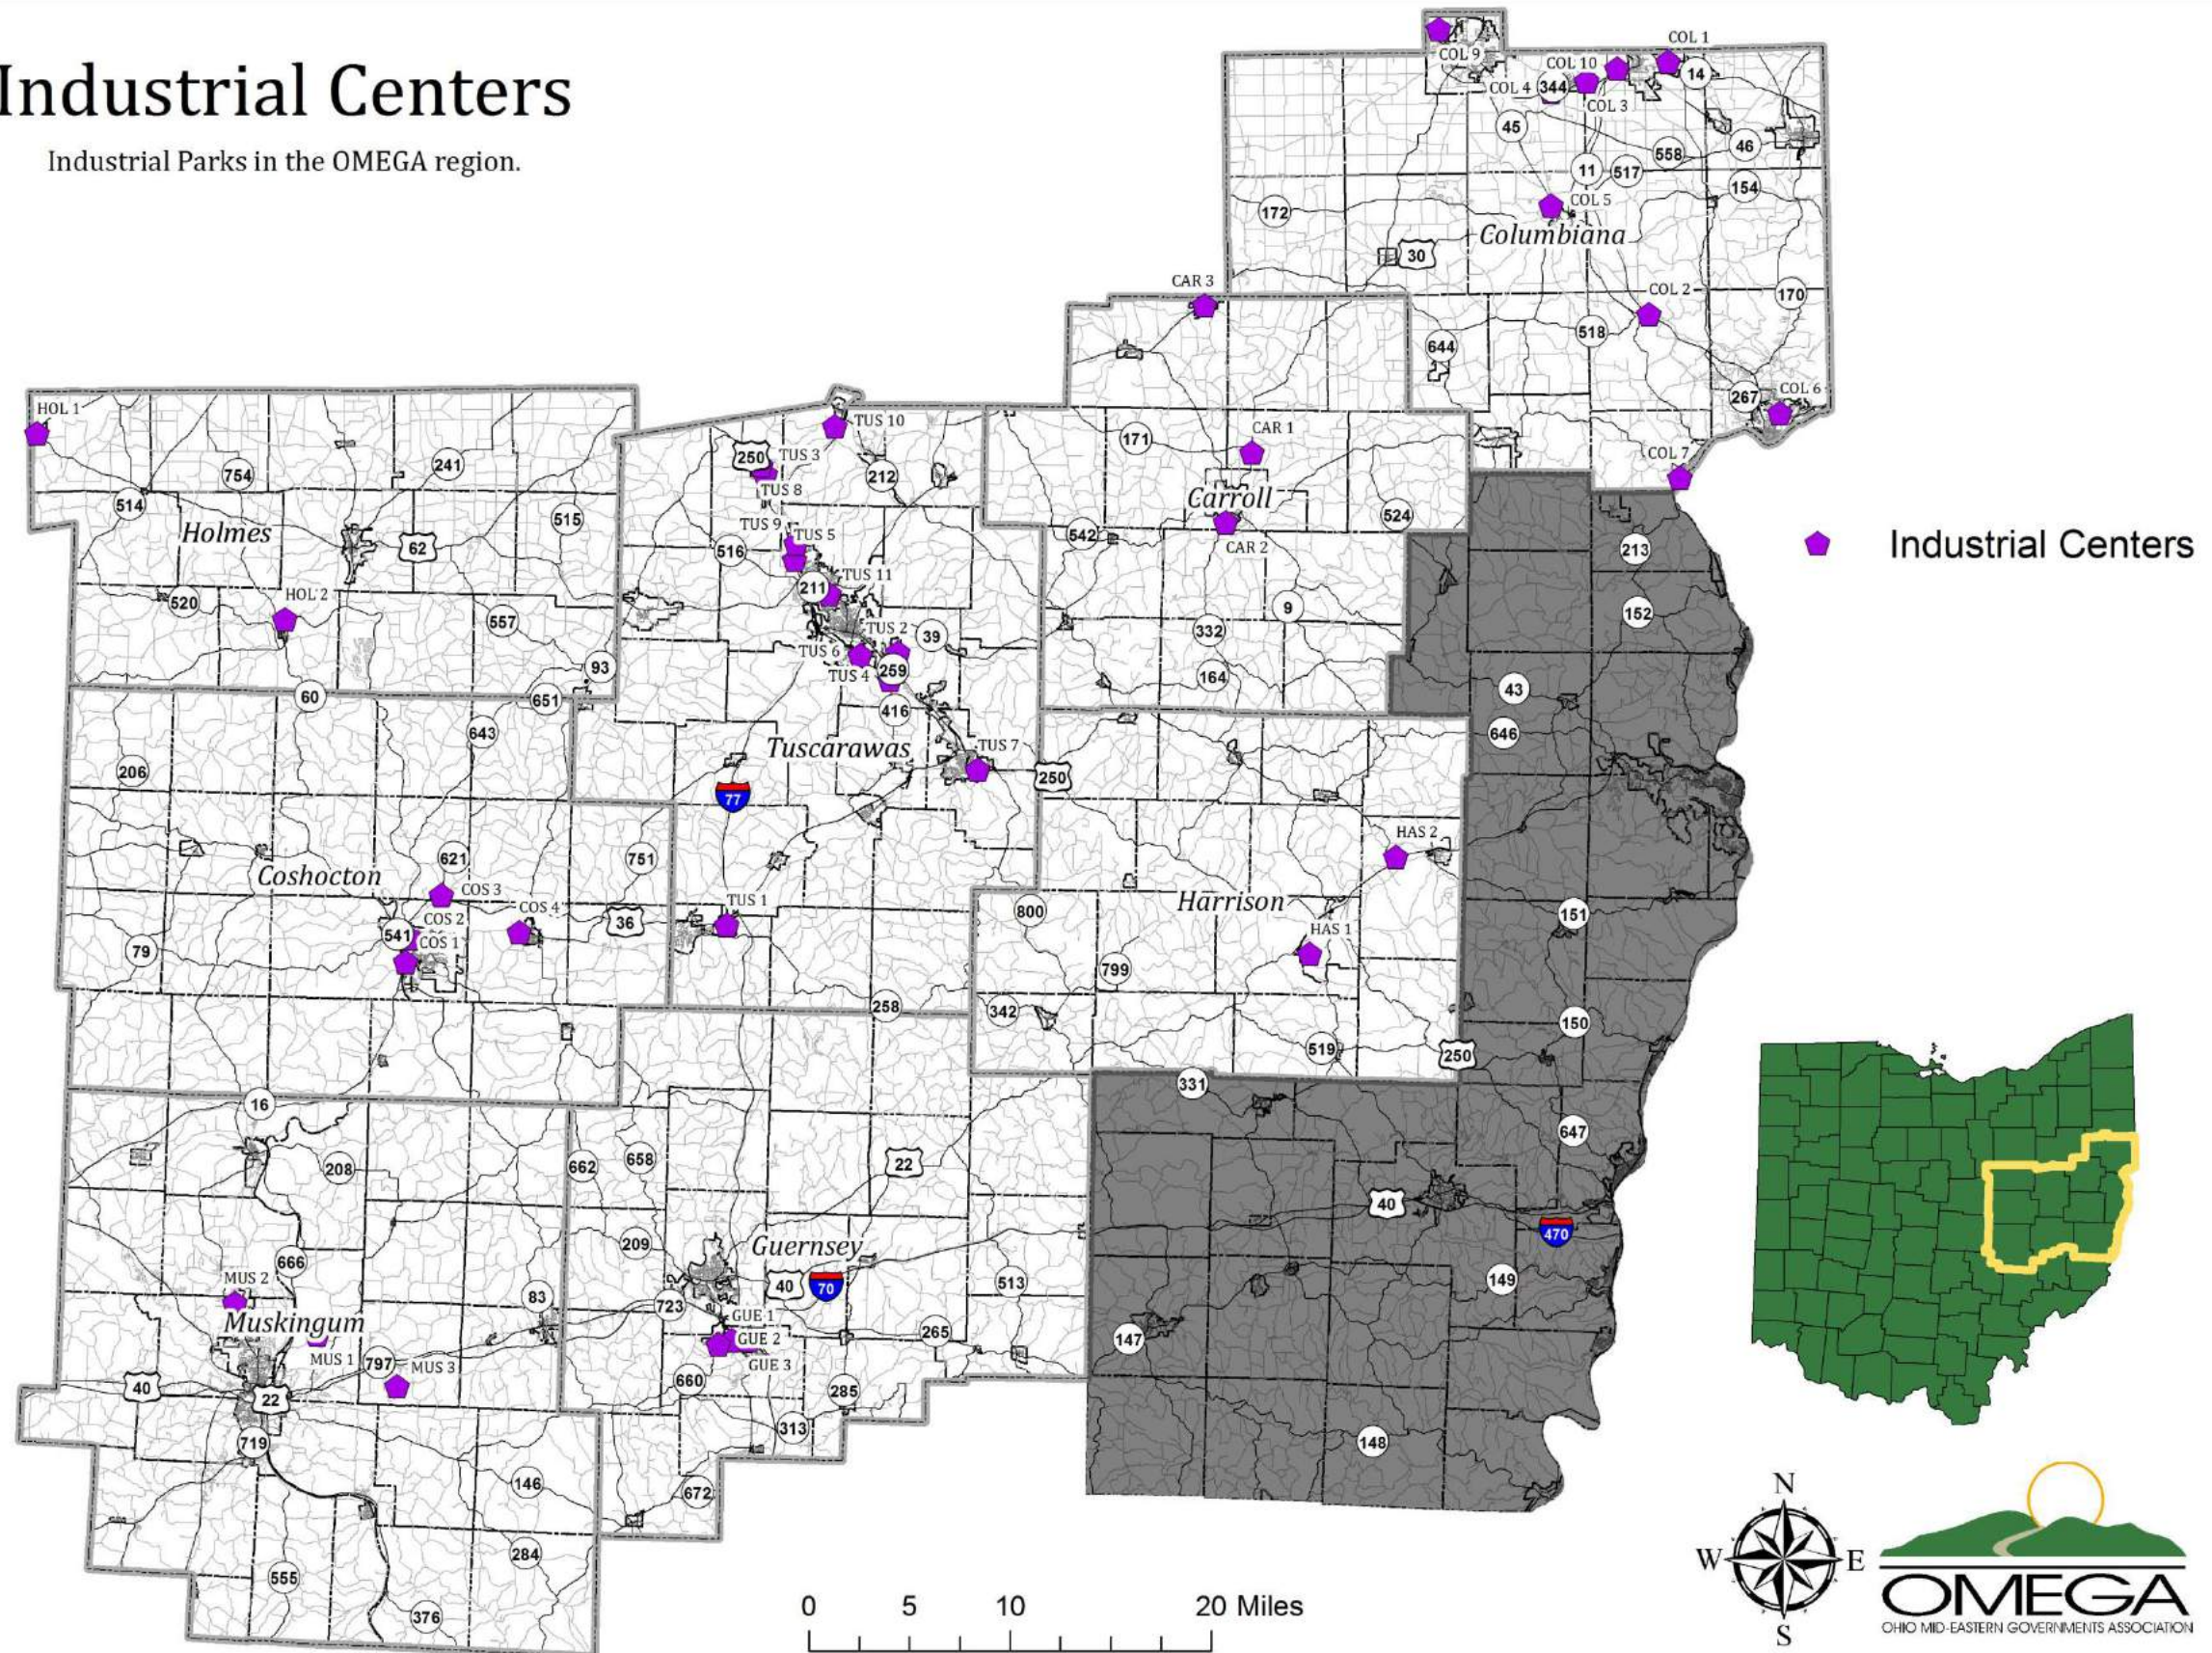 Industrial Centers
Industrial Parks in the OMEGA region.
COL 9
COL 1
COL 10
14
COL 4
344
COL 3
45
46
558
11
517
154
COL 5
172
Columbiana
30
CAR 3
COL 2
170
518
644
267
COL 6
HOL 1
TUS 10
CAR 1
171
COL 7
250
TUS 3
241
754
212
TUS 8
Carroll
514
515
524
TUS 9
TUS 5
Holmes
542
62
516
CAR 2
213
Industrial Centers
TUS 11
211
HOL 2
520
9
152
557
TUS 2
332
39
TUS 6
93
259
TUS 4
164
60
651
43
416
643
646
Tuscarawas
TUS 7
206
250
77
HAS 2
621
751
Coshocton
COS 3
Harrison
TUS 1
COS 4
800
151
COS 2
36
541
COS 1
HAS 1
79
799
258
342
150
519
250
331
16
647
22
658
662
208
40
470
209
Guernsey
666
MUS 2
149
513
40
70
83
723
GUE 1
Muskingum
265
GUE 2
147
MUS 1
797
MUS 3
GUE 3
660
40
285
22
313
719
148
146
672
N
284
W
E
555
S
376
0
5
10
20 Miles
OMEGA
OHIO MID-EASTERN GOVERNMENTS ASSOCIATION